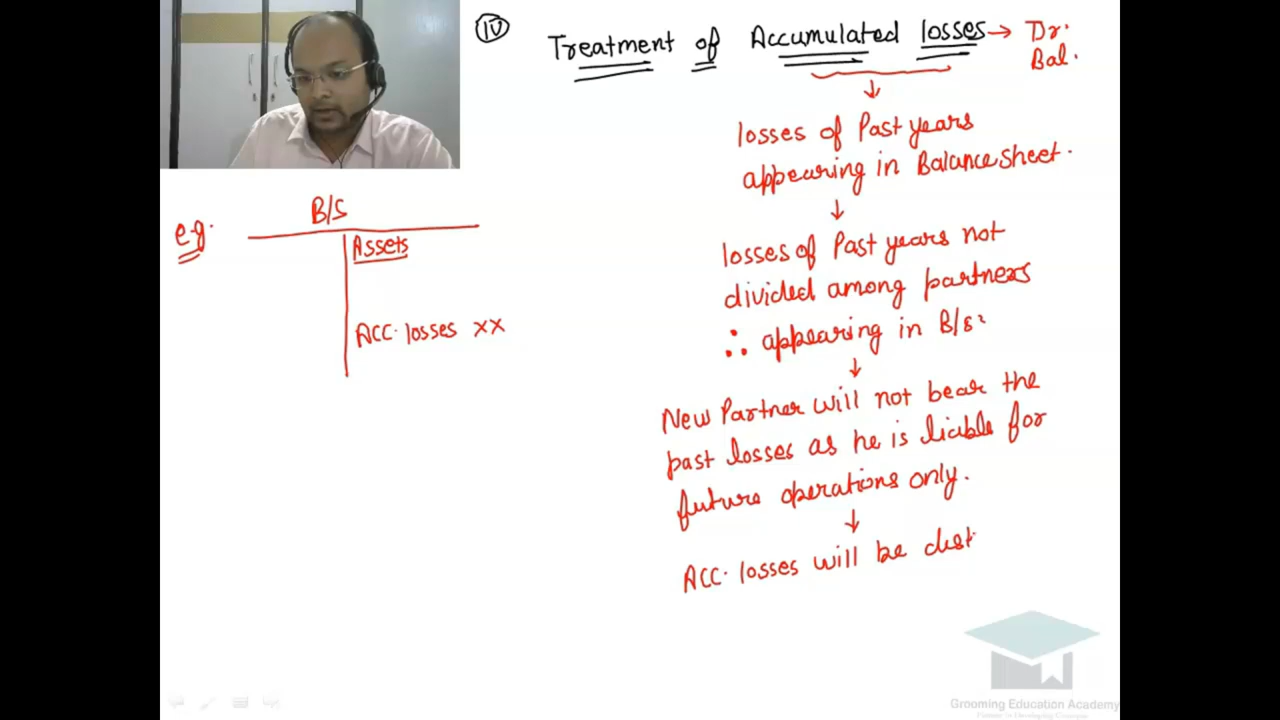 IV Treatment of Accumulated losses → Dr.
Bal.
losses of Past years
appearing in Balance Sheet.
losses of Past years not
divided among partners
∴ appearing in B/S.
New Partner will not bear the
past losses as he is liable for
future operations only.
ACC. losses will be dist
e.g.
B/S
Assets
ACC. losses XX
Grooming Education Academy